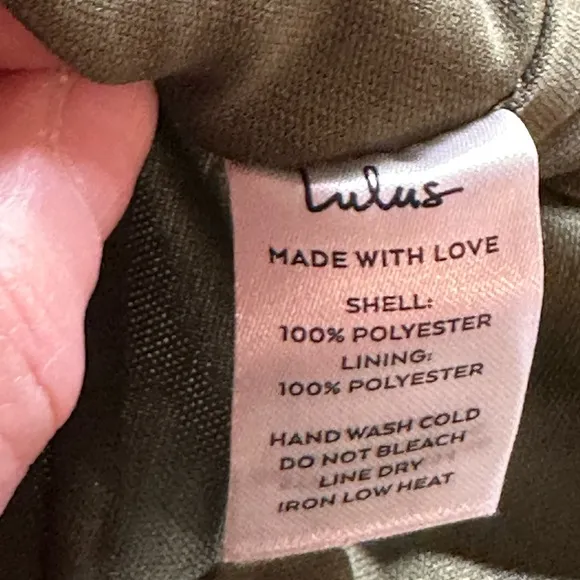 Lulus
MADE WITH LOVE
SHELL:
100% POLYESTER
LINING:
100% POLYESTER
HAND WASH COLD
DO NOT BLEACH
LINE DRY
IRON LOW HEAT